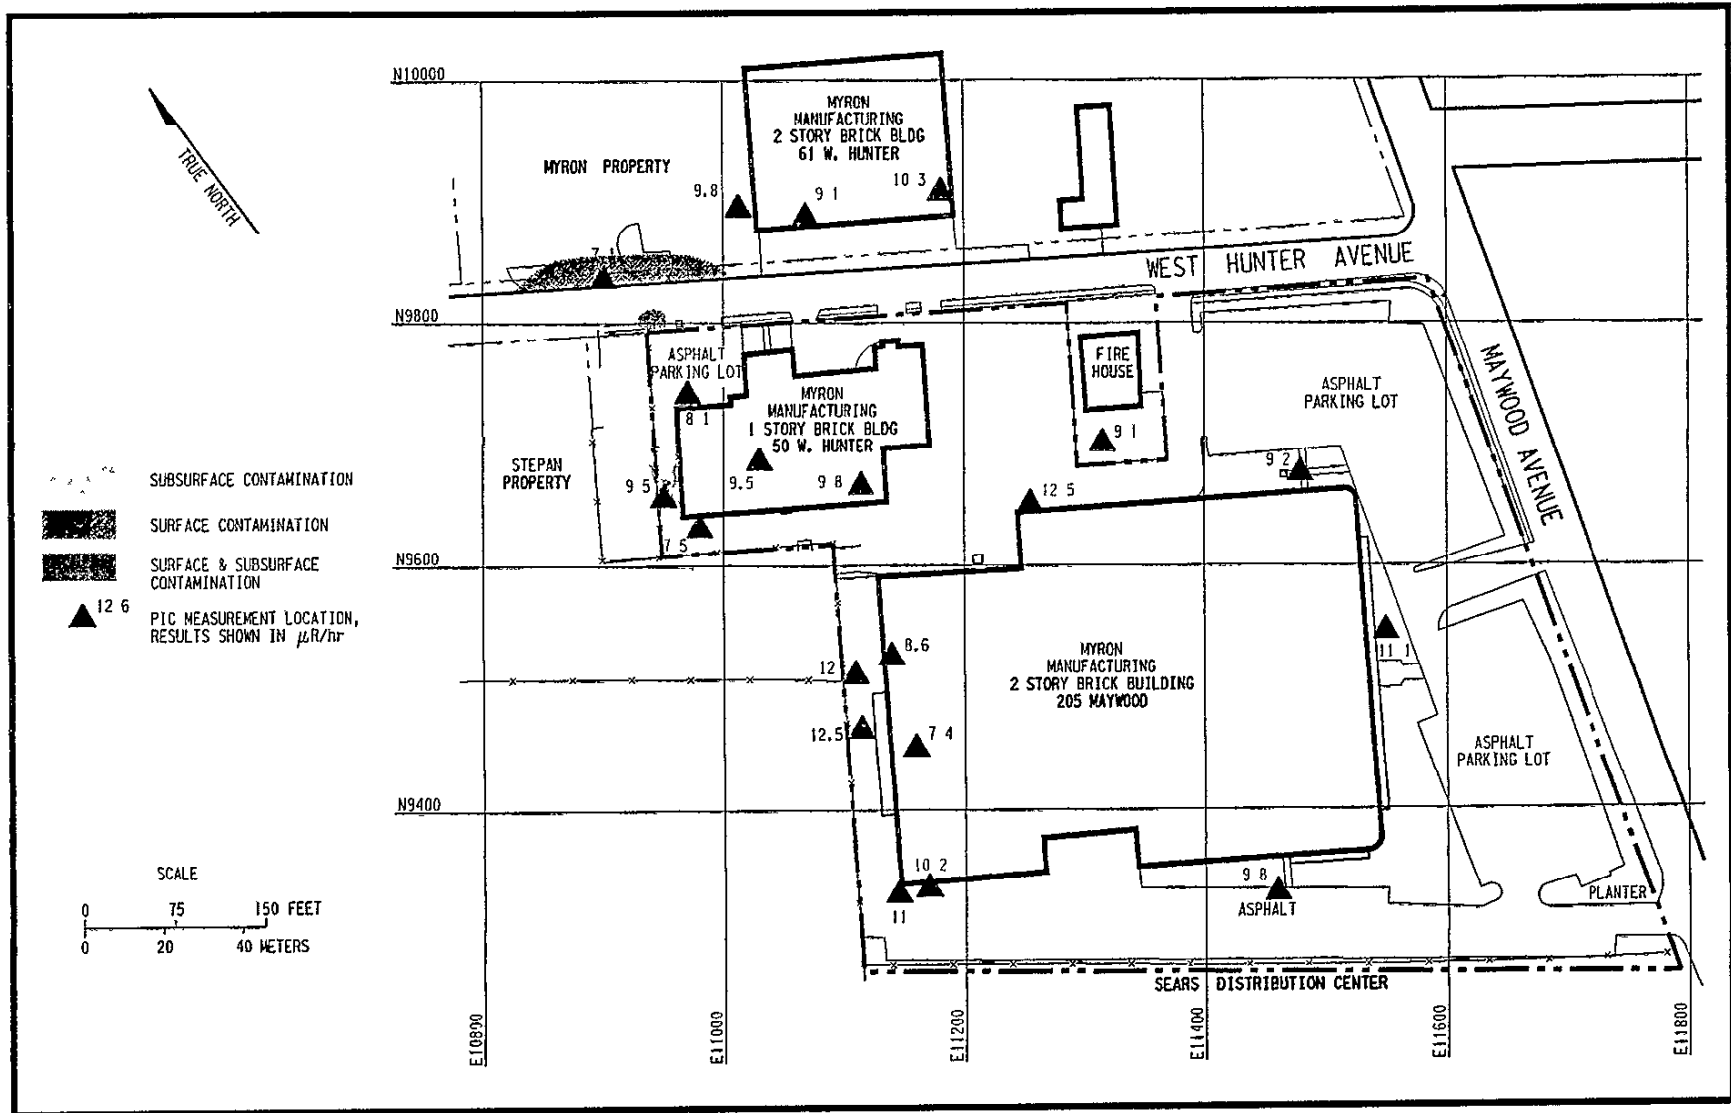 N10000
MYRON
MANUFACTURING
2 STORY BRICK BLDG
61 W. HUNTER
TRUE NORTH
MYRON PROPERTY
9.8
9 1
10 3
WEST HUNTER AVENUE
N9800
ASPHALT
PARKING LOT
8 1
MYRON
MANUFACTURING
1 STORY BRICK BLDG
50 W. HUNTER
FIRE
HOUSE
9 1
ASPHALT
PARKING LOT
MAYWOOD AVENUE
STEPAN
PROPERTY
9 5
9.5
9 8
7 5
12 5
9 2
SUBSURFACE CONTAMINATION
SURFACE CONTAMINATION
SURFACE & SUBSURFACE
CONTAMINATION
12 6
PIC MEASUREMENT LOCATION,
RESULTS SHOWN IN μR/hr
N9600
8.6
12
12.5
7 4
MYRON
MANUFACTURING
2 STORY BRICK BUILDING
205 MAYWOOD
11 1
ASPHALT
PARKING LOT
N9400
10 2
11
9 8
ASPHALT
PLANTER
SCALE
0 75 150 FEET
0 20 40 METERS
SEARS DISTRIBUTION CENTER
E10800
E11000
E11200
E11400
E11600
E11800